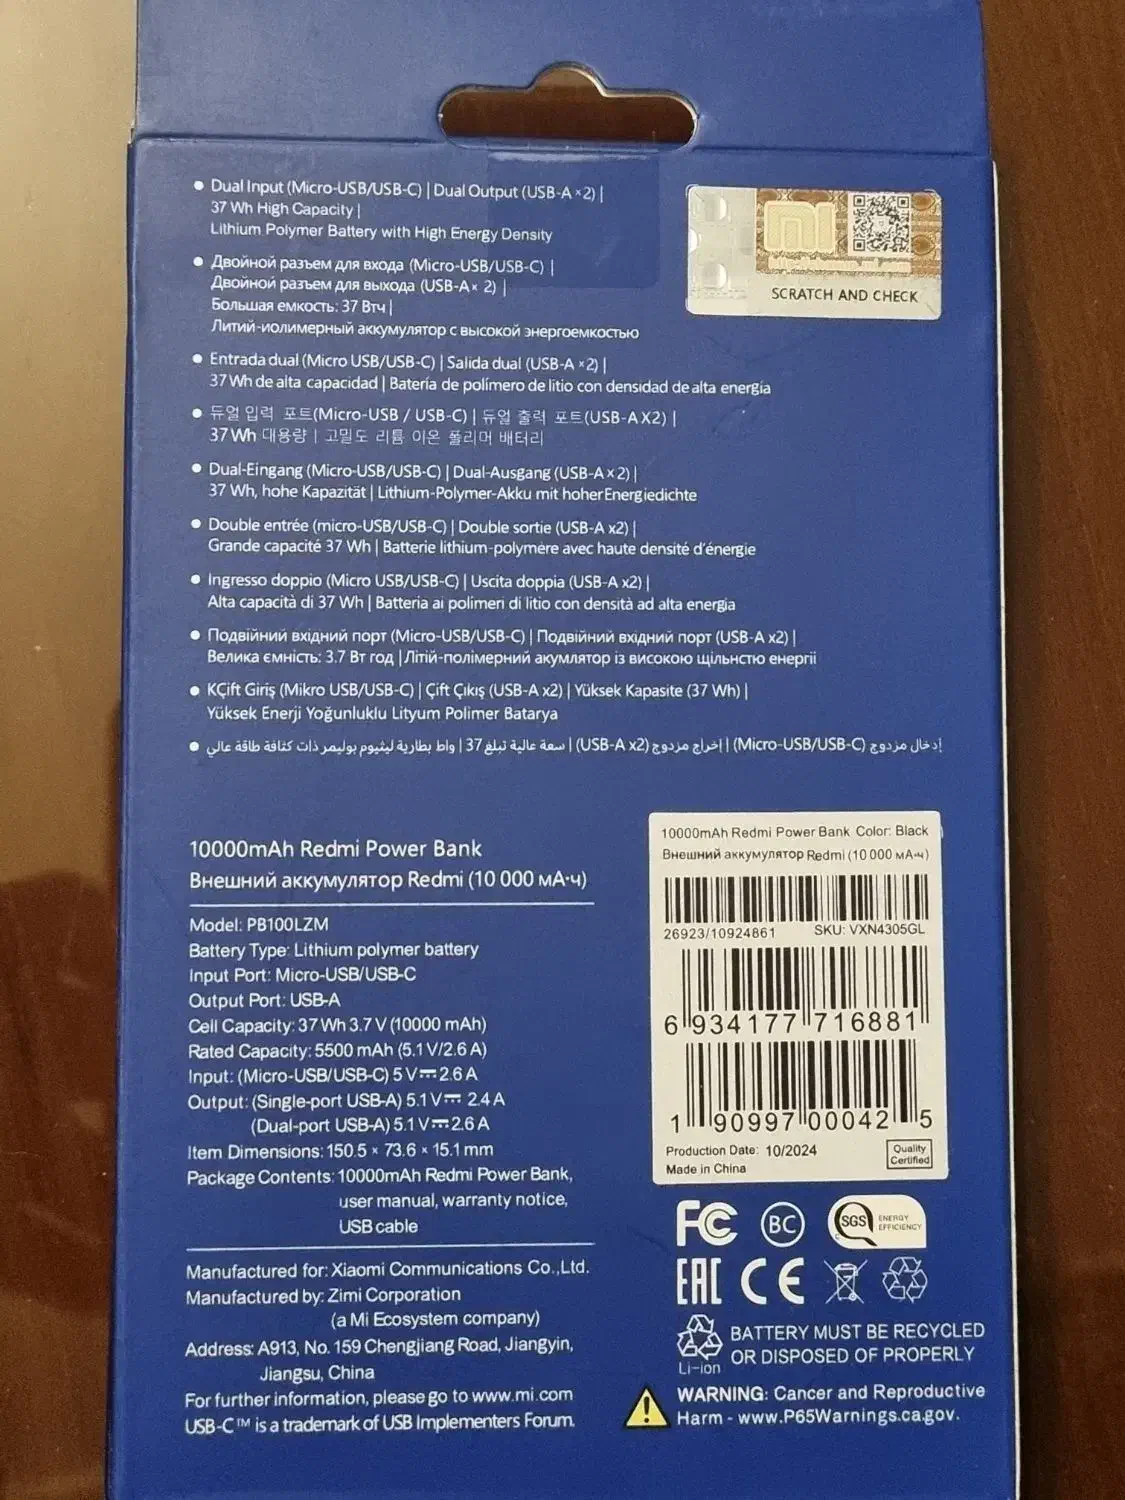 ● Dual Input (Micro-USB/USB-C) | Dual Output (USB-A ×2) |
37 Wh High Capacity |
Lithium Polymer Battery with High Energy Density
● Двойной разъем для входа (Micro-USB/USB-C) |
Двойной разъем для выхода (USB-A× 2) |
Большая емкость: 37 Втч |
Литий-иолимерный аккумулятор с высокой энергоемкостью
● Entrada dual (Micro USB/USB-C) | Salida dual (USB-A ×2) |
37 Wh de alta capacidad | Batería de polímero de litio con densidad de alta energía
● 듀얼 입력 포트(Micro-USB / USB-C) | 듀얼 출력 포트(USB-A X2) |
37 Wh 대용량 | 고밀도 리튬 이온 폴리머 배터리
● Dual-Eingang (Micro-USB/USB-C) | Dual-Ausgang (USB-A x 2) |
37 Wh, hohe Kapazität | Lithium-Polymer-Akku mit hoher Energiedichte
● Double entrée (micro-USB/USB-C) | Double sortie (USB-A x2) |
Grande capacité 37 Wh | Batterie lithium-polymère avec haute densité d'énergie
● Ingresso doppio (Micro USB/USB-C) | Uscita doppia (USB-A x2) |
Alta capacità di 37 Wh | Batteria ai polimeri di litio con densità ad alta energia
● Подвійний вхідний порт (Micro-USB/USB-C) | Подвійний вхідний порт (USB-A x2) |
Велика ємність: 3.7 Вт год | Літій-полімерний акумлятор із високою щільнстю енергії
● KÇift Giriş (Mikro USB/USB-C) | Çift Çıkış (USB-A x2) | Yüksek Kapasite (37 Wh) |
Yüksek Enerji Yoğunluklu Lityum Polimer Batarya
● إدخال مزدوج (Micro-USB/USB-C) | إخراج مزدوج (USB-A x2) | سعة عالية تبلغ 37 | واط بطارية ليثيوم بوليمر ذات كثافة طاقة عالي
mi
SCRATCH AND CHECK
10000mAh Redmi Power Bank
Внешний аккумулятор Redmi (10 000 мА·ч)
Model: PB100LZM
Battery Type: Lithium polymer battery
Input Port: Micro-USB/USB-C
Output Port: USB-A
Cell Capacity: 37 Wh 3.7 V (10000 mAh)
Rated Capacity: 5500 mAh (5.1 V/2.6 A)
Input: (Micro-USB/USB-C) 5 V⎓2.6 A
Output: (Single-port USB-A) 5.1 V⎓ 2.4 A
(Dual-port USB-A) 5.1 V⎓2.6 A
Item Dimensions: 150.5 × 73.6 × 15.1 mm
Package Contents: 10000mAh Redmi Power Bank,
user manual, warranty notice,
USB cable
Manufactured for: Xiaomi Communications Co.,Ltd.
Manufactured by: Zimi Corporation
(a Mi Ecosystem company)
Address: A913, No. 159 Chengjiang Road, Jiangyin,
Jiangsu, China
For further information, please go to www.mi.com
USB-C™ is a trademark of USB Implementers Forum.
10000mAh Redmi Power Bank Color: Black
Внешний аккумулятор Redmi (10 000 мА·ч)
26923/10924861 SKU: VXN4305GL
6 934177 716881
1 90997 00042 5
Production Date: 10/2024
Made in China
Quality
Certified
FC BC SGS ENERGY
EFFICIENCY
EAC CE
Li-ion
BATTERY MUST BE RECYCLED
OR DISPOSED OF PROPERLY
WARNING: Cancer and Reproductive
Harm - www.P65Warnings.ca.gov.